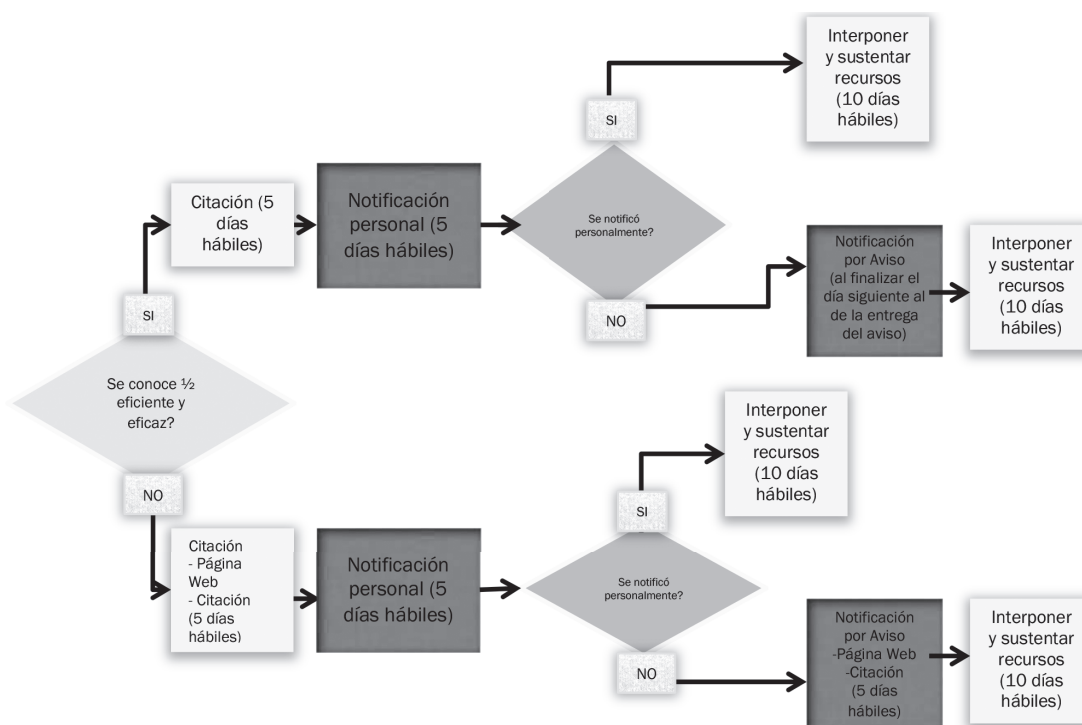 Interponer
y sustentar
recursos
(10 días
hábiles)
SI
Citación (5
días
hábiles)
Notificación
personal (5
días hábiles)
Se notificó
personalmente?
NO
Notificación
por Aviso
(al finalizar el
día siguiente al
de la entrega
del aviso)
Interponer
y sustentar
recursos
(10 días
hábiles)
SI
Se conoce ½
eficiente y
eficaz?
NO
Interponer
y sustentar
recursos
(10 días
hábiles)
SI
Citación
- Página
Web
- Citación
(5 días
hábiles)
Notificación
personal (5
días hábiles)
Se notificó
personalmente?
NO
Notificación
por Aviso
-Página Web
-Citación
(5 días
hábiles)
Interponer
y sustentar
recursos
(10 días
hábiles)